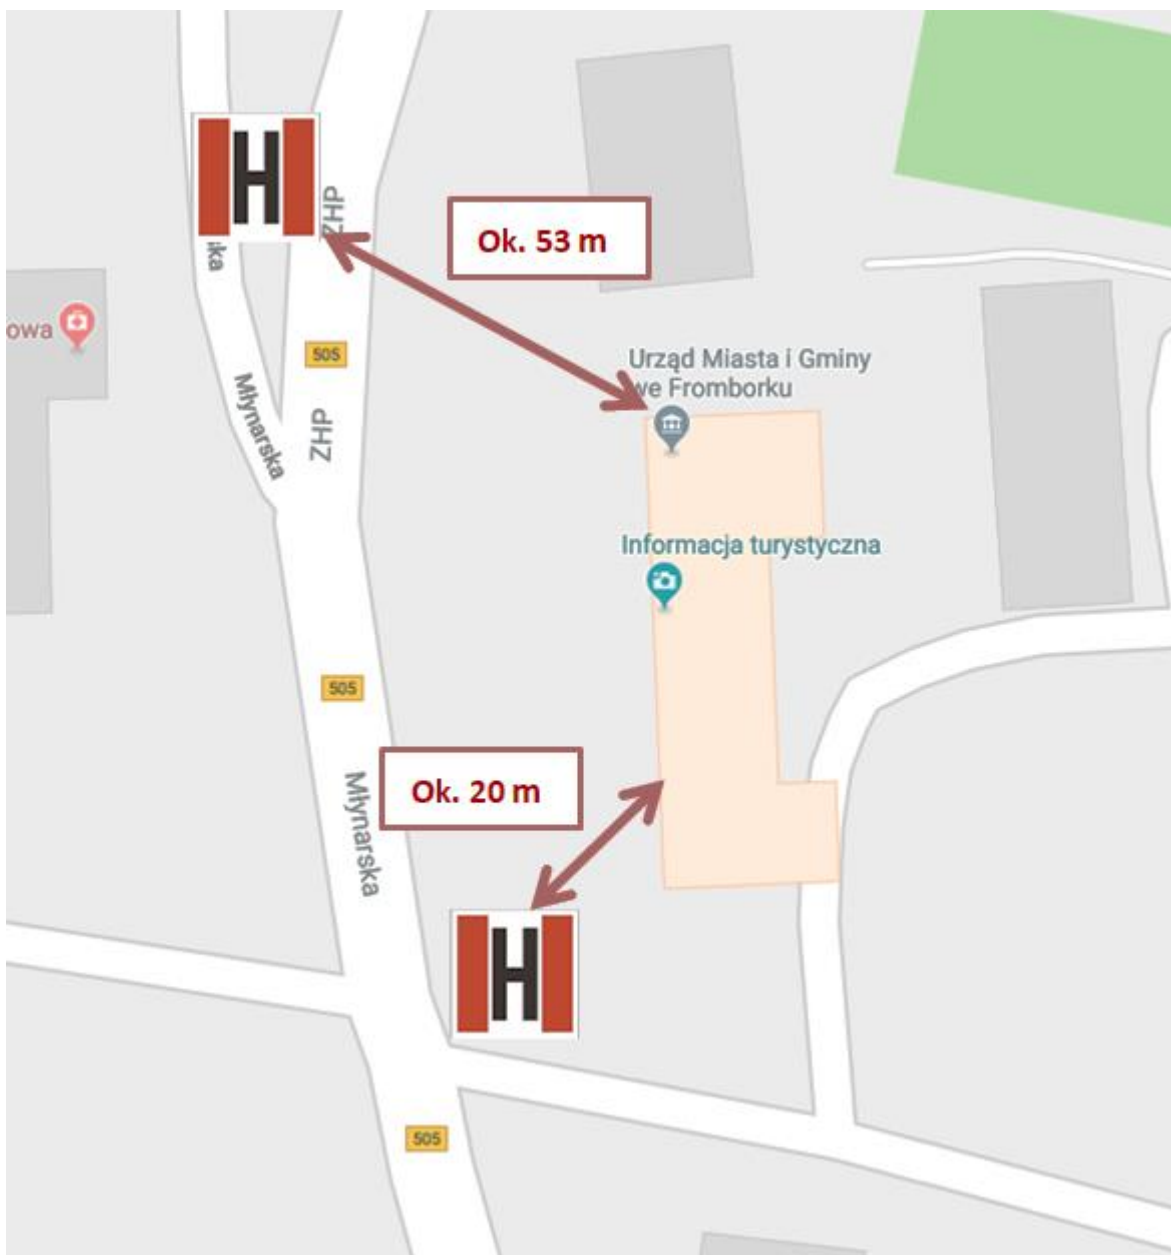 H
ZHP
Ok. 53 m
ka
owa
505
Urząd Miasta i Gminy
we Fromborku
Młynarska
ZHP
Informacja turystyczna
505
Ok. 20 m
Młynarska
H
505